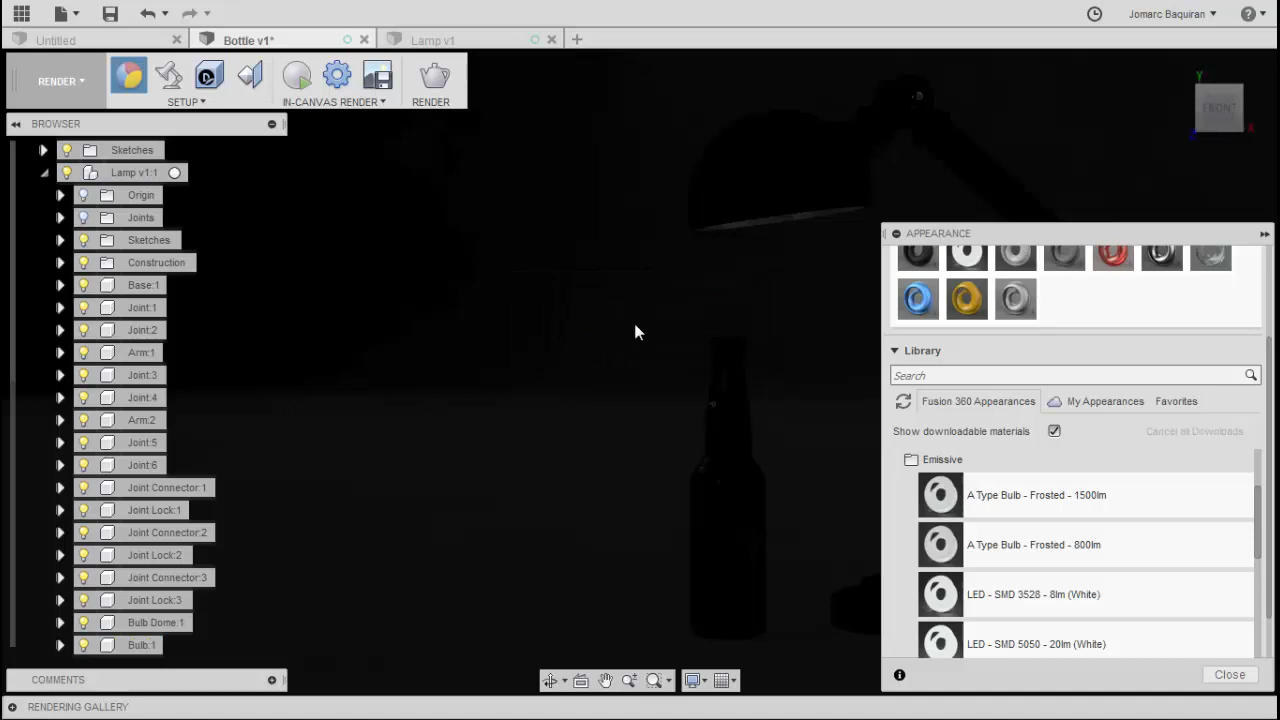 Jomarc Baquiran
Untitled
Bottle v1*
Lamp v1
RENDER
SETUP
IN-CANVAS RENDER
RENDER
BROWSER
Sketches
Lamp v1:1
Origin
Joints
Sketches
Construction
Base:1
Joint:1
Joint:2
Arm:1
Joint:3
Joint:4
Arm:2
Joint:5
Joint:6
Joint Connector:1
Joint Lock:1
Joint Connector:2
Joint Lock:2
Joint Connector:3
Joint Lock:3
Bulb Dome:1
Bulb:1
Y
FRONT
X
Z
APPEARANCE
Library
Search
Fusion 360 Appearances
My Appearances
Favorites
Show downloadable materials
Cancel all Downloads
Emissive
A Type Bulb - Frosted - 1500lm
A Type Bulb - Frosted - 800lm
LED - SMD 3528 - 8lm (White)
LED - SMD 5050 - 20lm (White)
Close
COMMENTS
RENDERING GALLERY